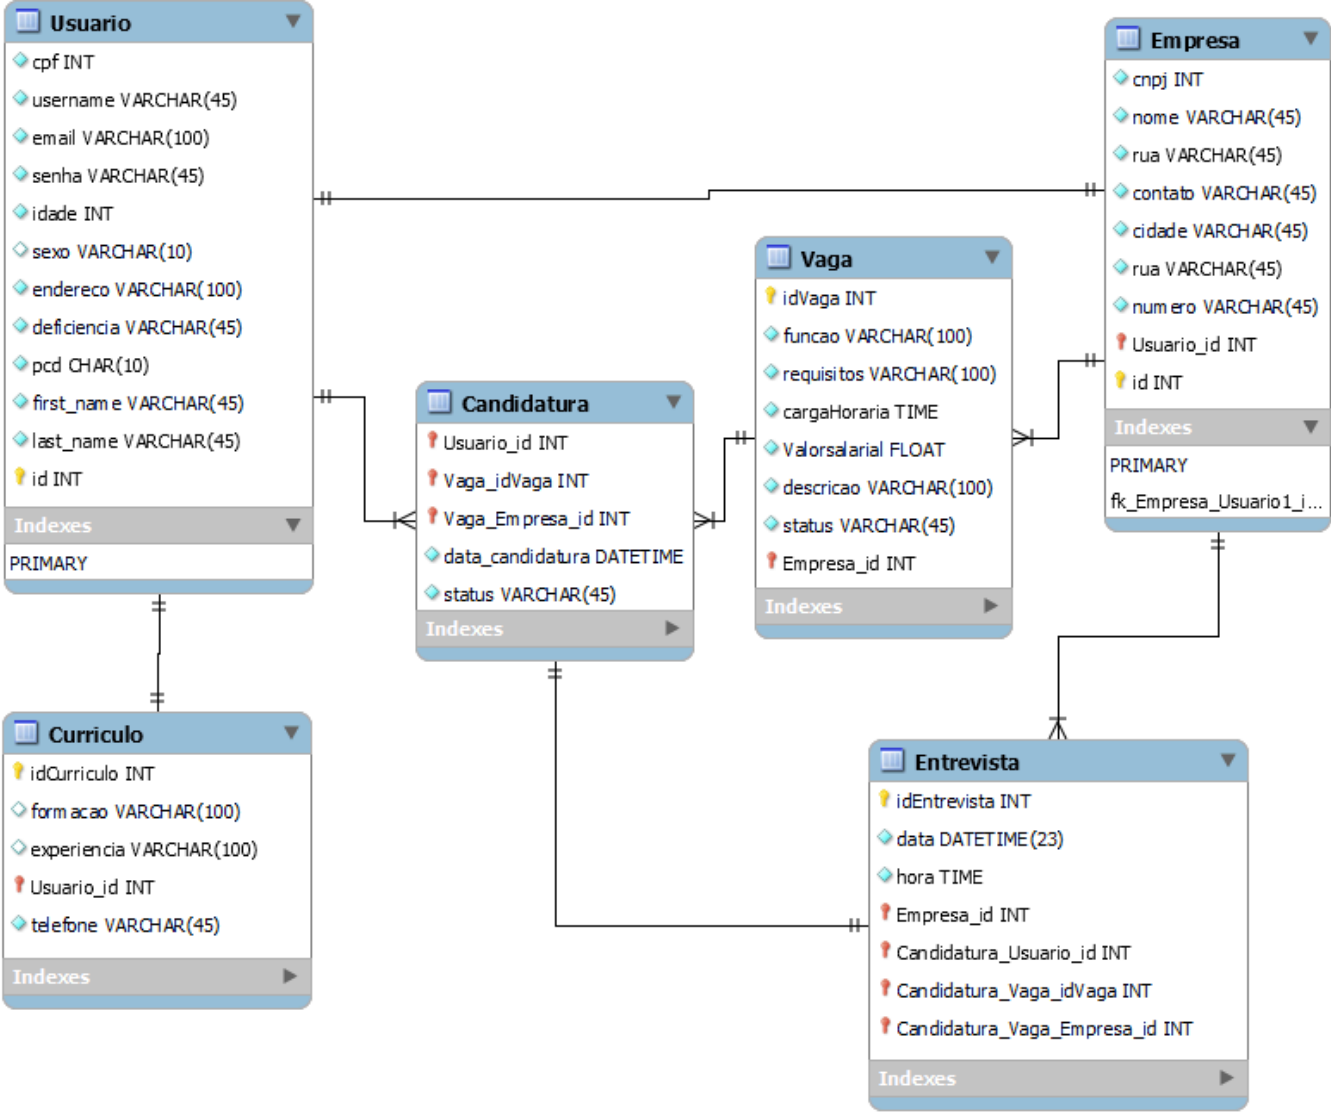 Usuario
cpf INT
username VARCHAR(45)
email VARCHAR(100)
senha VARCHAR(45)
idade INT
sexo VARCHAR(10)
endereco VARCHAR(100)
deficiencia VARCHAR(45)
pcd CHAR(10)
first_name VARCHAR(45)
last_name VARCHAR(45)
id INT
Indexes
PRIMARY
Empresa
cnpj INT
nome VARCHAR(45)
rua VARCHAR(45)
contato VARCHAR(45)
cidade VARCHAR(45)
rua VARCHAR(45)
numero VARCHAR(45)
Usuario_id INT
id INT
Indexes
PRIMARY
fk_Empresa_Usuario1_i...
Vaga
idVaga INT
funcao VARCHAR(100)
requisitos VARCHAR(100)
cargaHoraria TIME
Valorsalarial FLOAT
descricao VARCHAR(100)
status VARCHAR(45)
Empresa_id INT
Indexes
Candidatura
Usuario_id INT
Vaga_idVaga INT
Vaga_Empresa_id INT
data_candidatura DATETIME
status VARCHAR(45)
Indexes
Curriculo
idCurriculo INT
formacao VARCHAR(100)
experiencia VARCHAR(100)
Usuario_id INT
telefone VARCHAR(45)
Indexes
Entrevista
idEntrevista INT
data DATETIME(23)
hora TIME
Empresa_id INT
Candidatura_Usuario_id INT
Candidatura_Vaga_idVaga INT
Candidatura_Vaga_Empresa_id INT
Indexes